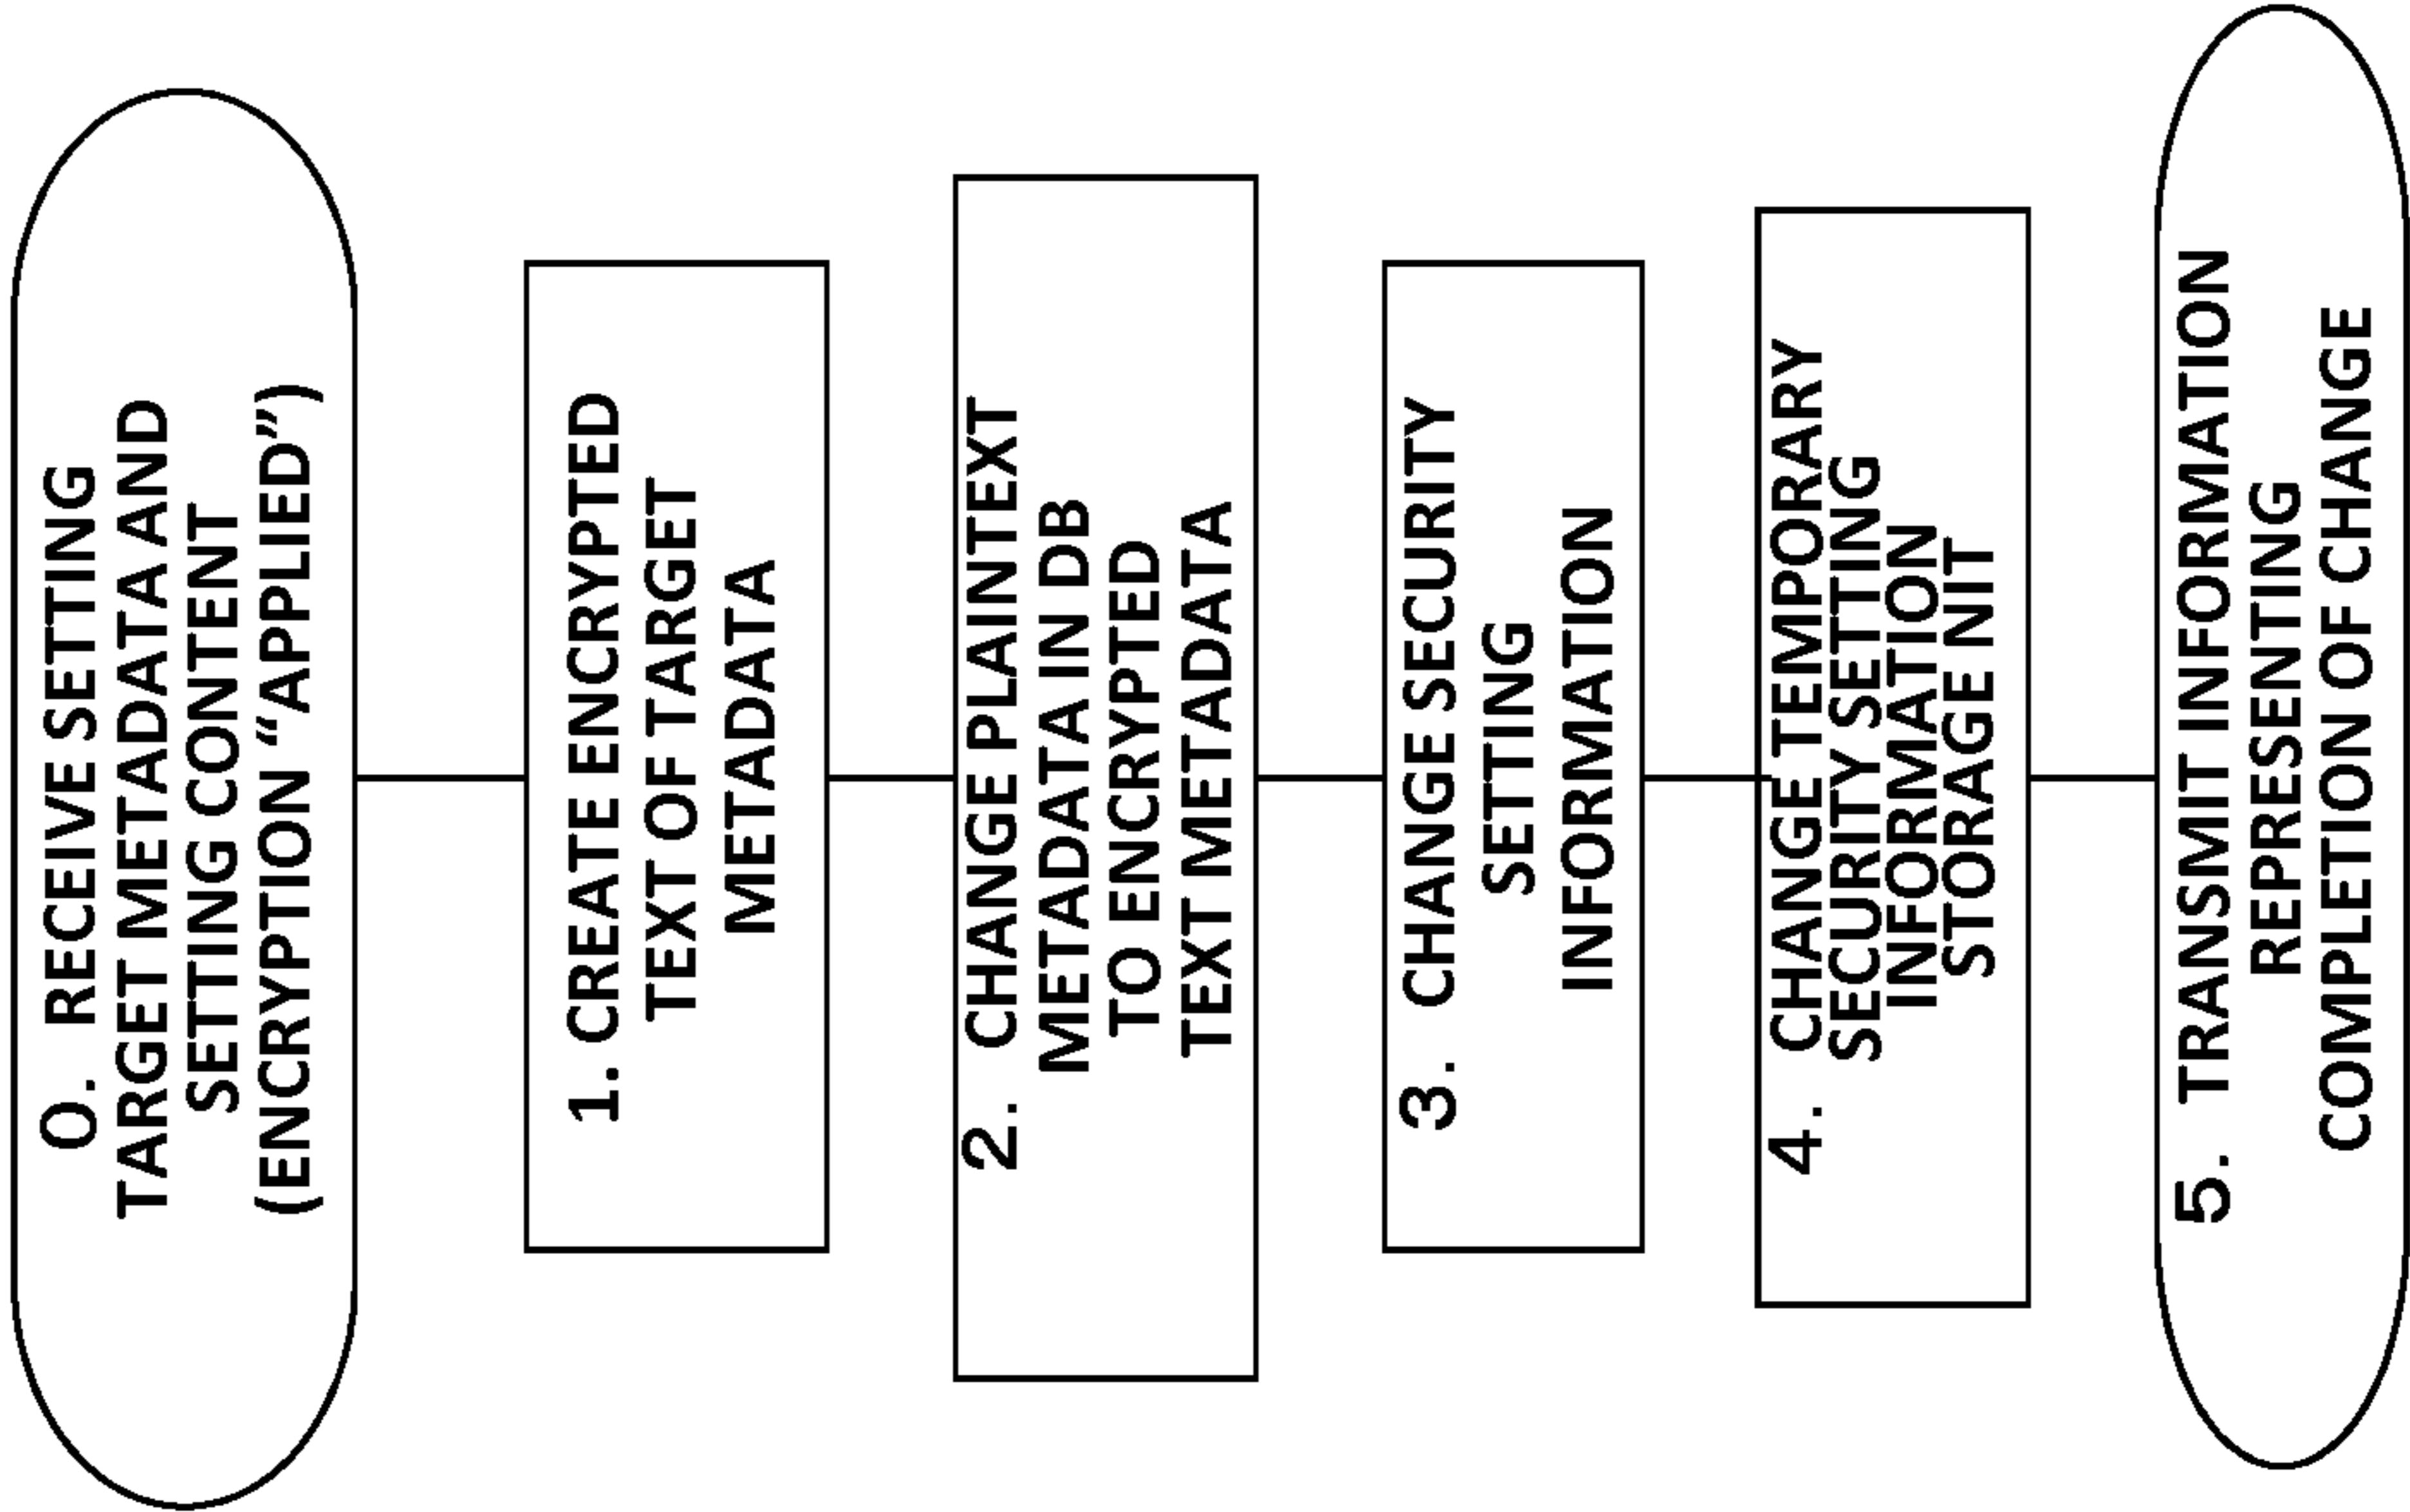 0. RECEIVE SETTING
TARGET METADATA AND
SETTING CONTENT
(ENCRYPTION “APPLIED”)
1. CREATE ENCRYPTED
TEXT OF TARGET
METADATA
2. CHANGE PLAINTEXT
METADATA IN DB
TO ENCRYPTED
TEXT METADATA
3. CHANGE SECURITY
SETTING
INFORMATION
4. CHANGE TEMPORARY
SECURITY SETTING
INFORMATION
STORAGE NIT
5. TRANSMIT INFORMATION
REPRESENTING
COMPLETION OF CHANGE